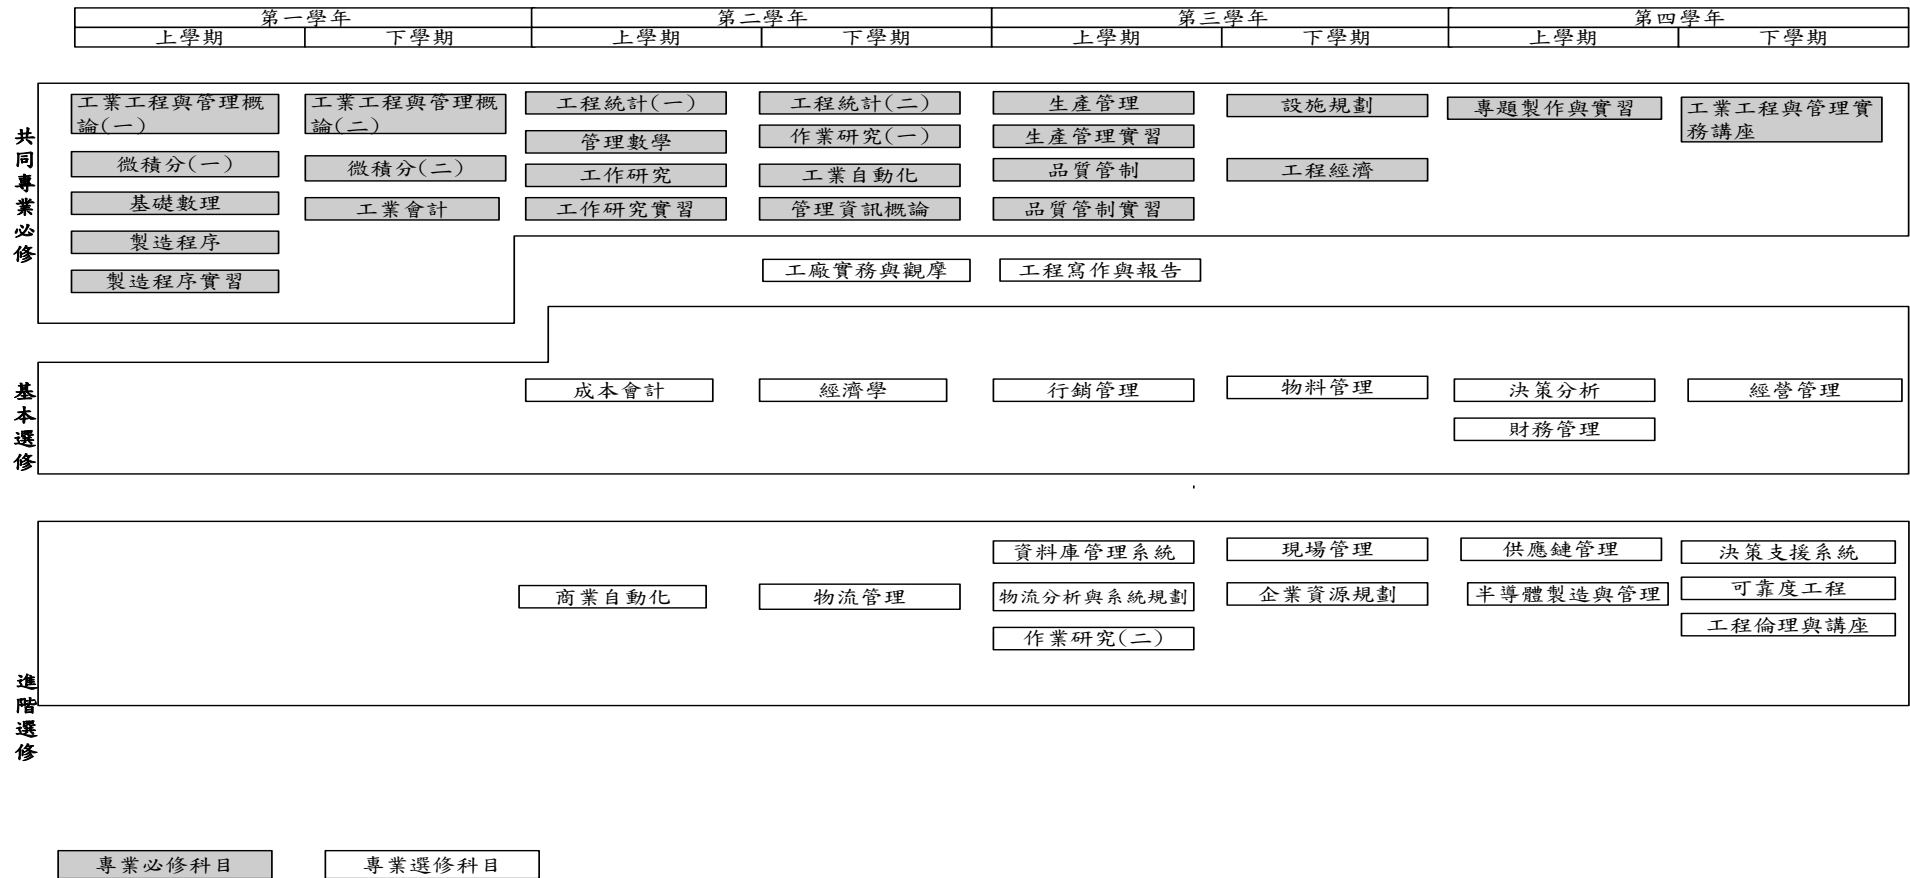 第一學年
第二學年
第三學年
第四學年
上學期
下學期
上學期
下學期
上學期
下學期
上學期
下學期
共同專業必修
工業工程與管理概
論(一)
微積分(一)
基礎數理
製造程序
製造程序實習
工業工程與管理概
論(二)
微積分(二)
工業會計
工程統計(一)
管理數學
工作研究
工作研究實習
工程統計(二)
作業研究(一)
工業自動化
管理資訊概論
生產管理
生產管理實習
品質管制
品質管制實習
設施規劃
工程經濟
專題製作與實習
工業工程與管理實
務講座
工廠實務與觀摩
工程寫作與報告
基本選修
成本會計
經濟學
行銷管理
物料管理
決策分析
財務管理
經營管理
進階選修
商業自動化
物流管理
資料庫管理系統
物流分析與系統規劃
作業研究(二)
現場管理
企業資源規劃
供應鏈管理
半導體製造與管理
決策支援系統
可靠度工程
工程倫理與講座
專業必修科目
專業選修科目